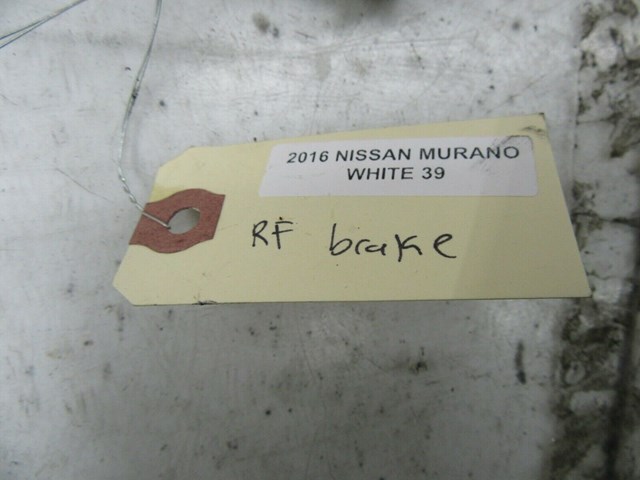 2016 NISSAN MURANO
WHITE 39
RF brake